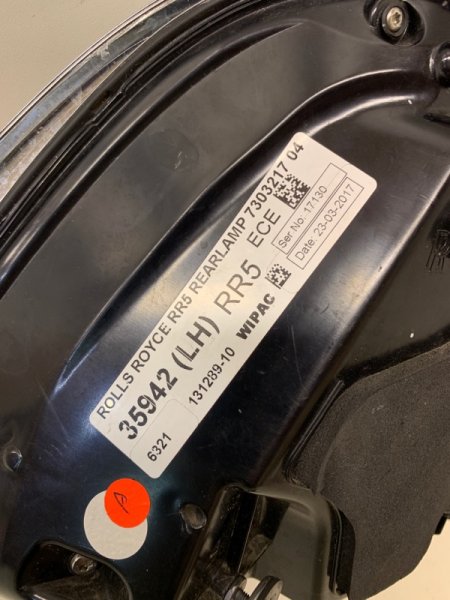 ROLLS ROYCE RR5 REARLAMP 7303217 04
35942 (LH) RR5 ECE
6321 131289-10 WIPAC
Ser No: 17130
Date: 23-03-2017
A